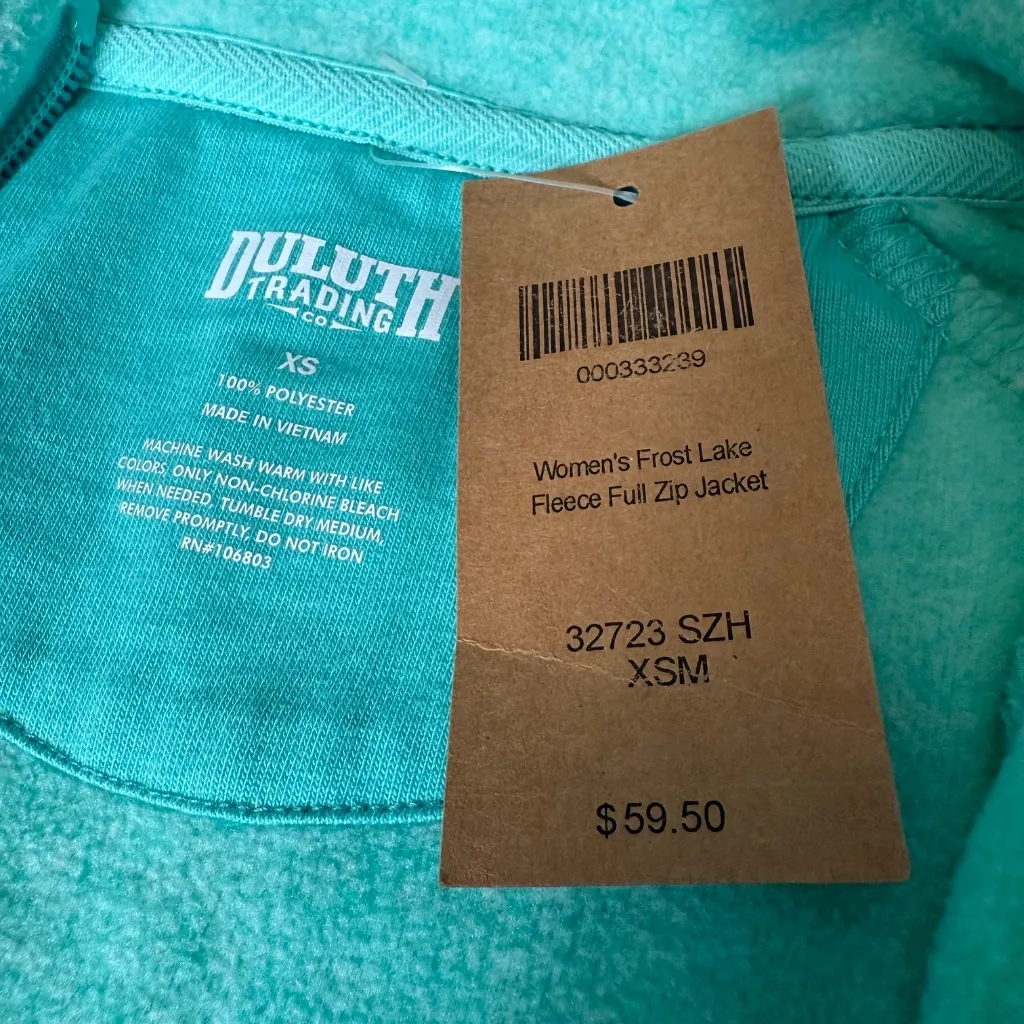 DULUTH
TRADING
CO
XS
100% POLYESTER
MADE IN VIETNAM
MACHINE WASH WARM WITH LIKE
COLORS. ONLY NON-CHLORINE BLEACH
WHEN NEEDED. TUMBLE DRY MEDIUM,
REMOVE PROMPTLY, DO NOT IRON
RN#106803
000333239
Women's Frost Lake
Fleece Full Zip Jacket
32723 SZH
XSM
$59.50